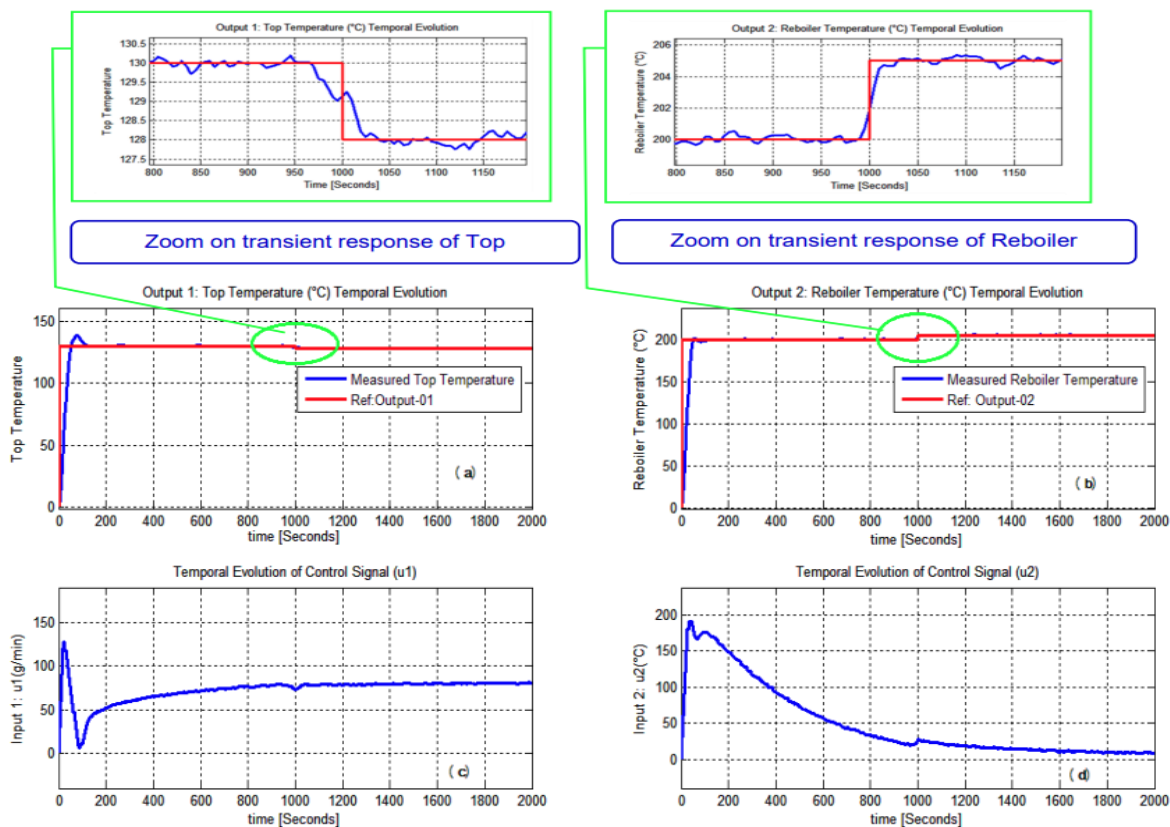 Output 1: Top Temperature (°C) Temporal Evolution
130.5
130
129.5
129
128.5
128
127.5
Top Temperature
800 850 900 950 1000 1050 1100 1150
Time [Seconds]
Output 2: Reboiler Temperature (°C) Temporal Evolution
206
204
202
200
Reboiler Temperature (°C)
800 850 900 950 1000 1050 1100 1150
Time [Seconds]
Zoom on transient response of Top
Zoom on transient response of Reboiler
Output 1: Top Temperature (°C) Temporal Evolution
150
100
50
0
Top Temperature
Measured Top Temperature
Ref:Output-01
(a)
0 200 400 600 800 1000 1200 1400 1600 1800 2000
time [Seconds]
Output 2: Reboiler Temperature (°C) Temporal Evolution
200
150
100
50
0
Reboiler Temperature (°C)
Measured Reboiler Temperature
Ref: Output-02
(b)
0 200 400 600 800 1000 1200 1400 1600 1800 2000
time [Seconds]
Temporal Evolution of Control Signal (u1)
150
100
50
0
Input 1: u1(g/min)
(c)
0 200 400 600 800 1000 1200 1400 1600 1800 2000
time [Seconds]
Temporal Evolution of Control Signal (u2)
200
150
100
50
0
Input 2: u2(°C)
(d)
0 200 400 600 800 1000 1200 1400 1600 1800 2000
time [Seconds]